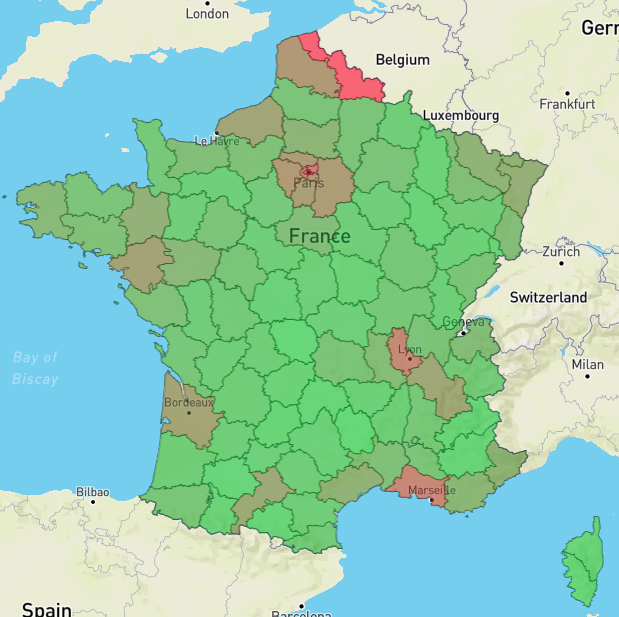 London
Gerr
Belgium
Frankfurt
Luxembourg
Le Havre
Paris
France
Zurich
Switzerland
Geneva
Bay of
Biscay
Lyon
Milan
Bordeaux
Marseille
Bilbao
Spain
Barcelona